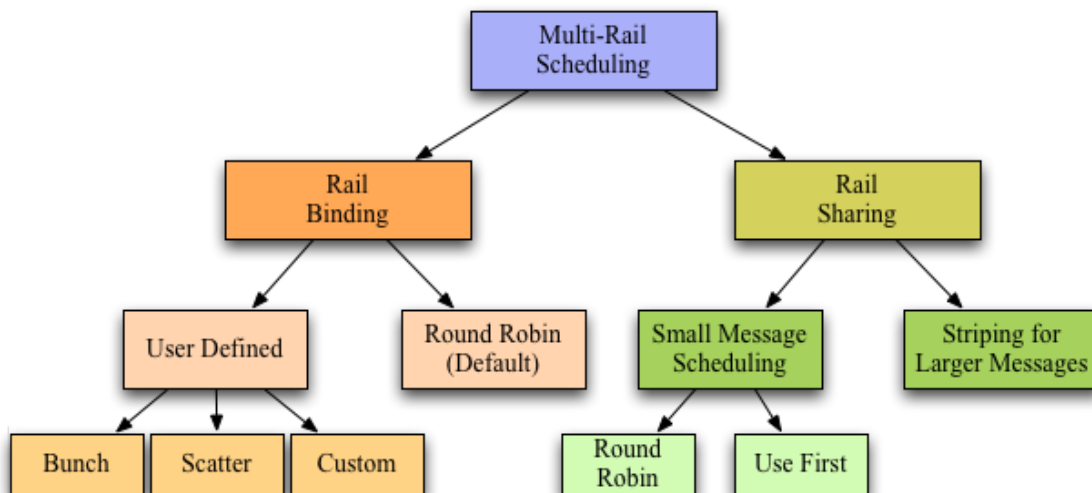 Multi-Rail
Scheduling
Rail
Binding
Rail
Sharing
User Defined
Round Robin
(Default)
Small Message
Scheduling
Striping for
Larger Messages
Bunch
Scatter
Custom
Round
Robin
Use First